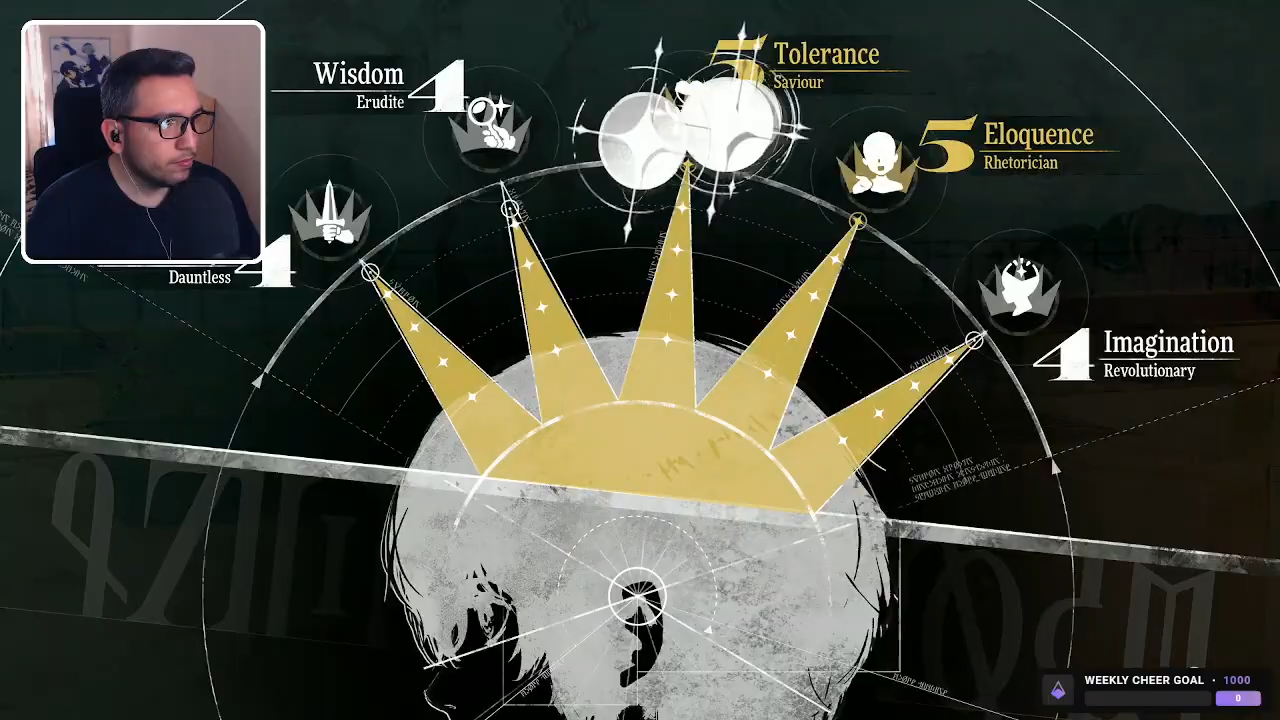 Wisdom
Erudite
4
5
Tolerance
Saviour
5
Eloquence
Rhetorician
Dauntless
4
4
Imagination
Revolutionary
WEEKLY CHEER GOAL · 1000
0